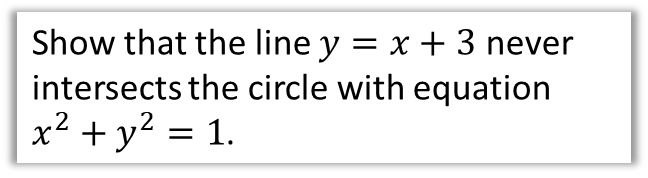 Show that the line y = x + 3 never
intersects the circle with equation
x² + y² = 1.